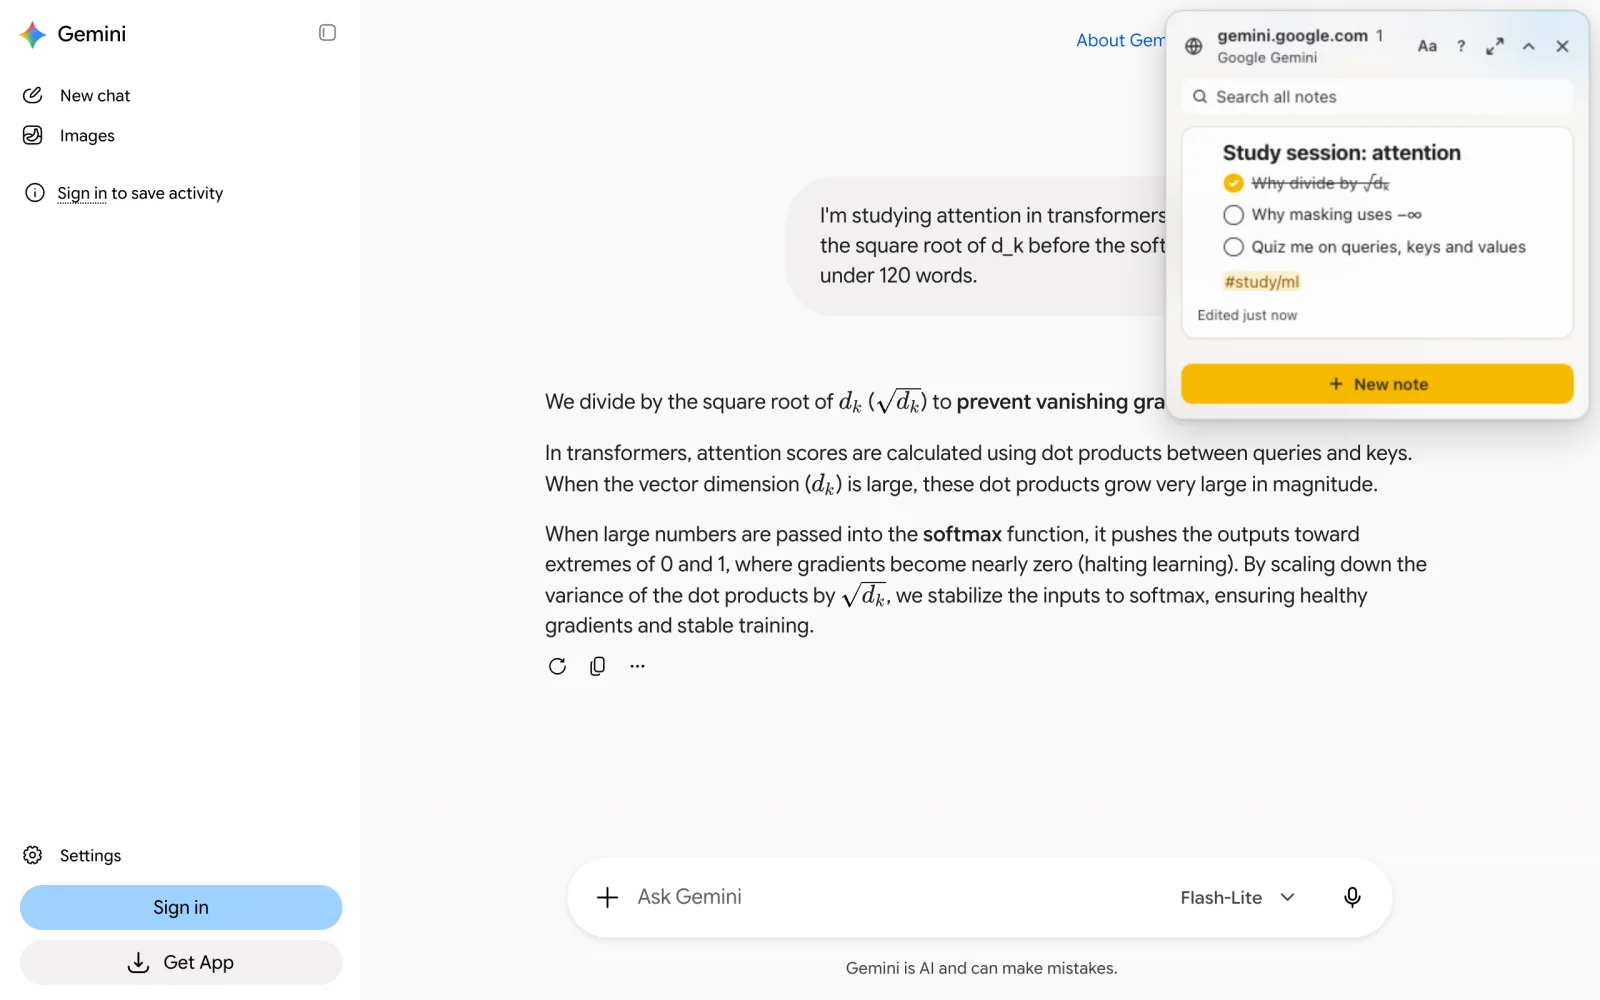 Gemini
New chat
Images
Sign in to save activity
Settings
Sign in
Get App
About Gem
I'm studying attention in transformers
the square root of d_k before the soft
under 120 words.
We divide by the square root of dₖ (√dₖ) to prevent vanishing gra
In transformers, attention scores are calculated using dot products between queries and keys.
When the vector dimension (dₖ) is large, these dot products grow very large in magnitude.
When large numbers are passed into the softmax function, it pushes the outputs toward
extremes of 0 and 1, where gradients become nearly zero (halting learning). By scaling down the
variance of the dot products by √dₖ, we stabilize the inputs to softmax, ensuring healthy
gradients and stable training.
Ask Gemini
Flash-Lite
Gemini is AI and can make mistakes.
gemini.google.com 1
Google Gemini
Aa ?
Search all notes
Study session: attention
Why divide by √dₖ
Why masking uses −∞
Quiz me on queries, keys and values
#study/ml
Edited just now
+ New note